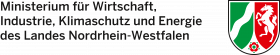 Ministerium für Wirtschaft,
Industrie, Klimaschutz und Energie
des Landes Nordrhein-Westfalen